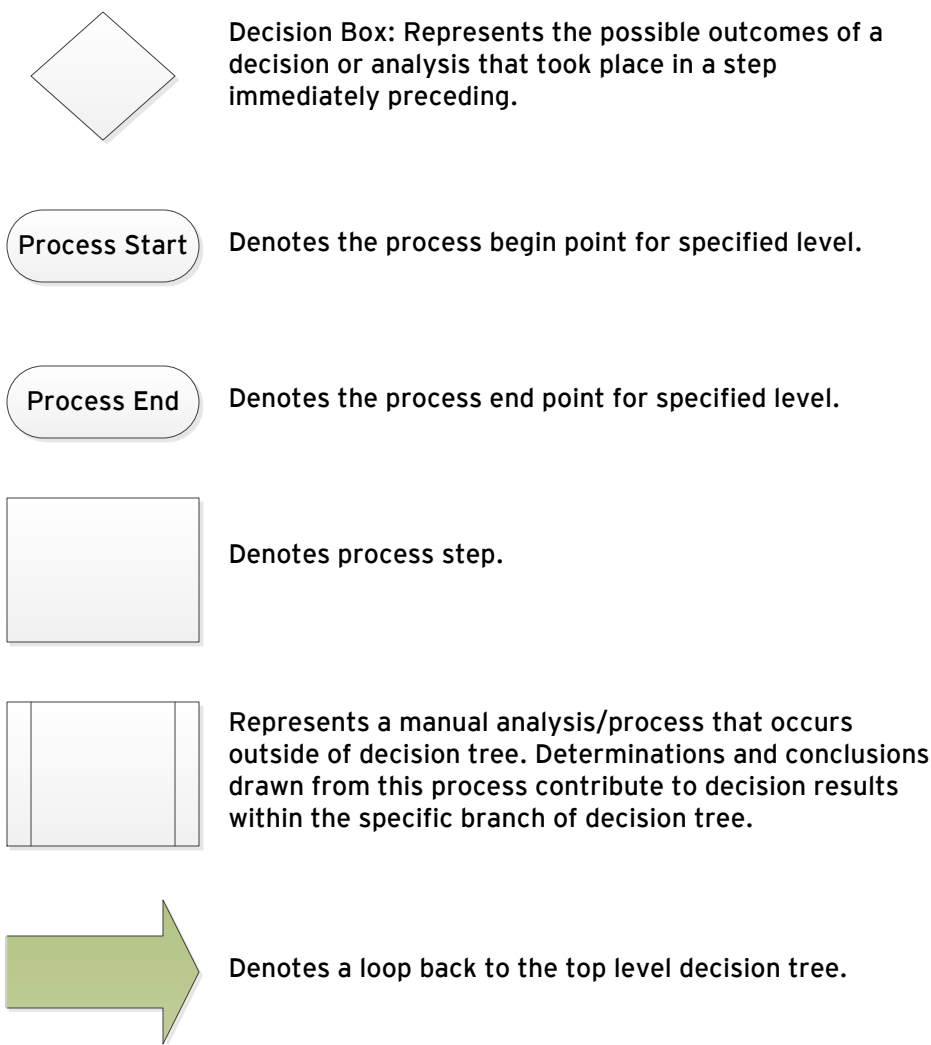 Decision Box: Represents the possible outcomes of a
decision or analysis that took place in a step
immediately preceding.
Process Start
Denotes the process begin point for specified level.
Process End
Denotes the process end point for specified level.
Denotes process step.
Represents a manual analysis/process that occurs
outside of decision tree. Determinations and conclusions
drawn from this process contribute to decision results
within the specific branch of decision tree.
Denotes a loop back to the top level decision tree.